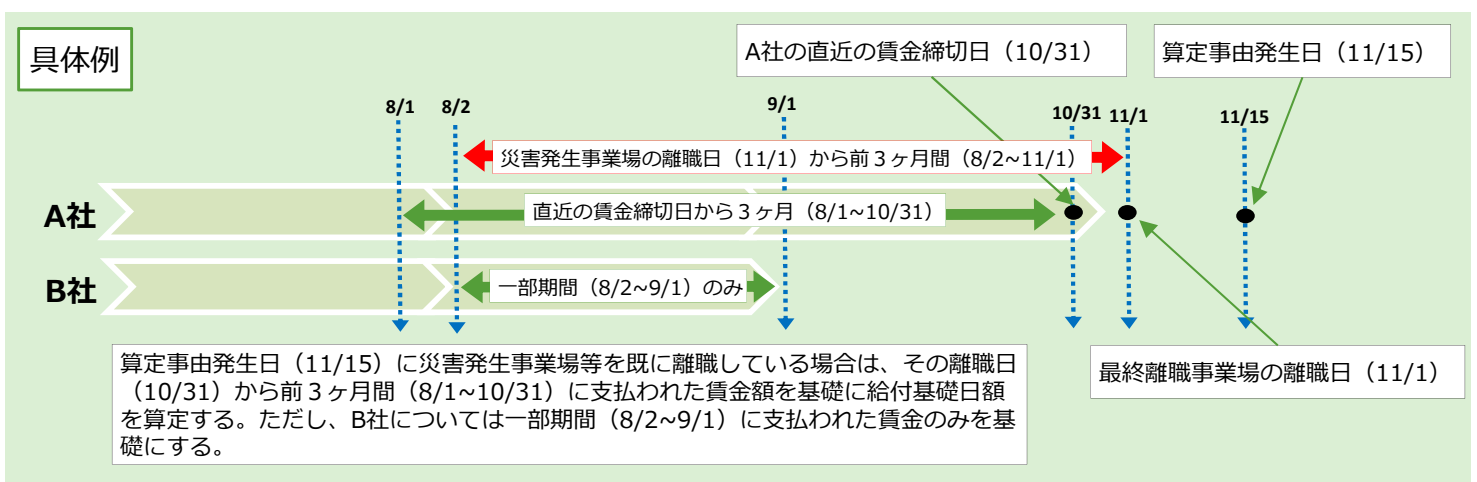 具体例
A社の直近の賃金締切日（10/31）
算定事由発生日（11/15）
8/1
8/2
9/1
10/31
11/1
11/15
災害発生事業場の離職日（11/1）から前３ヶ月間（8/2~11/1）
A社
直近の賃金締切日から３ヶ月（8/1~10/31）
B社
一部期間（8/2~9/1）のみ
算定事由発生日（11/15）に災害発生事業場等を既に離職している場合は、その離職日
（10/31）から前３ヶ月間（8/1~10/31）に支払われた賃金額を基礎に給付基礎日額
を算定する。ただし、B社については一部期間（8/2~9/1）に支払われた賃金のみを基
礎にする。
最終離職事業場の離職日（11/1）